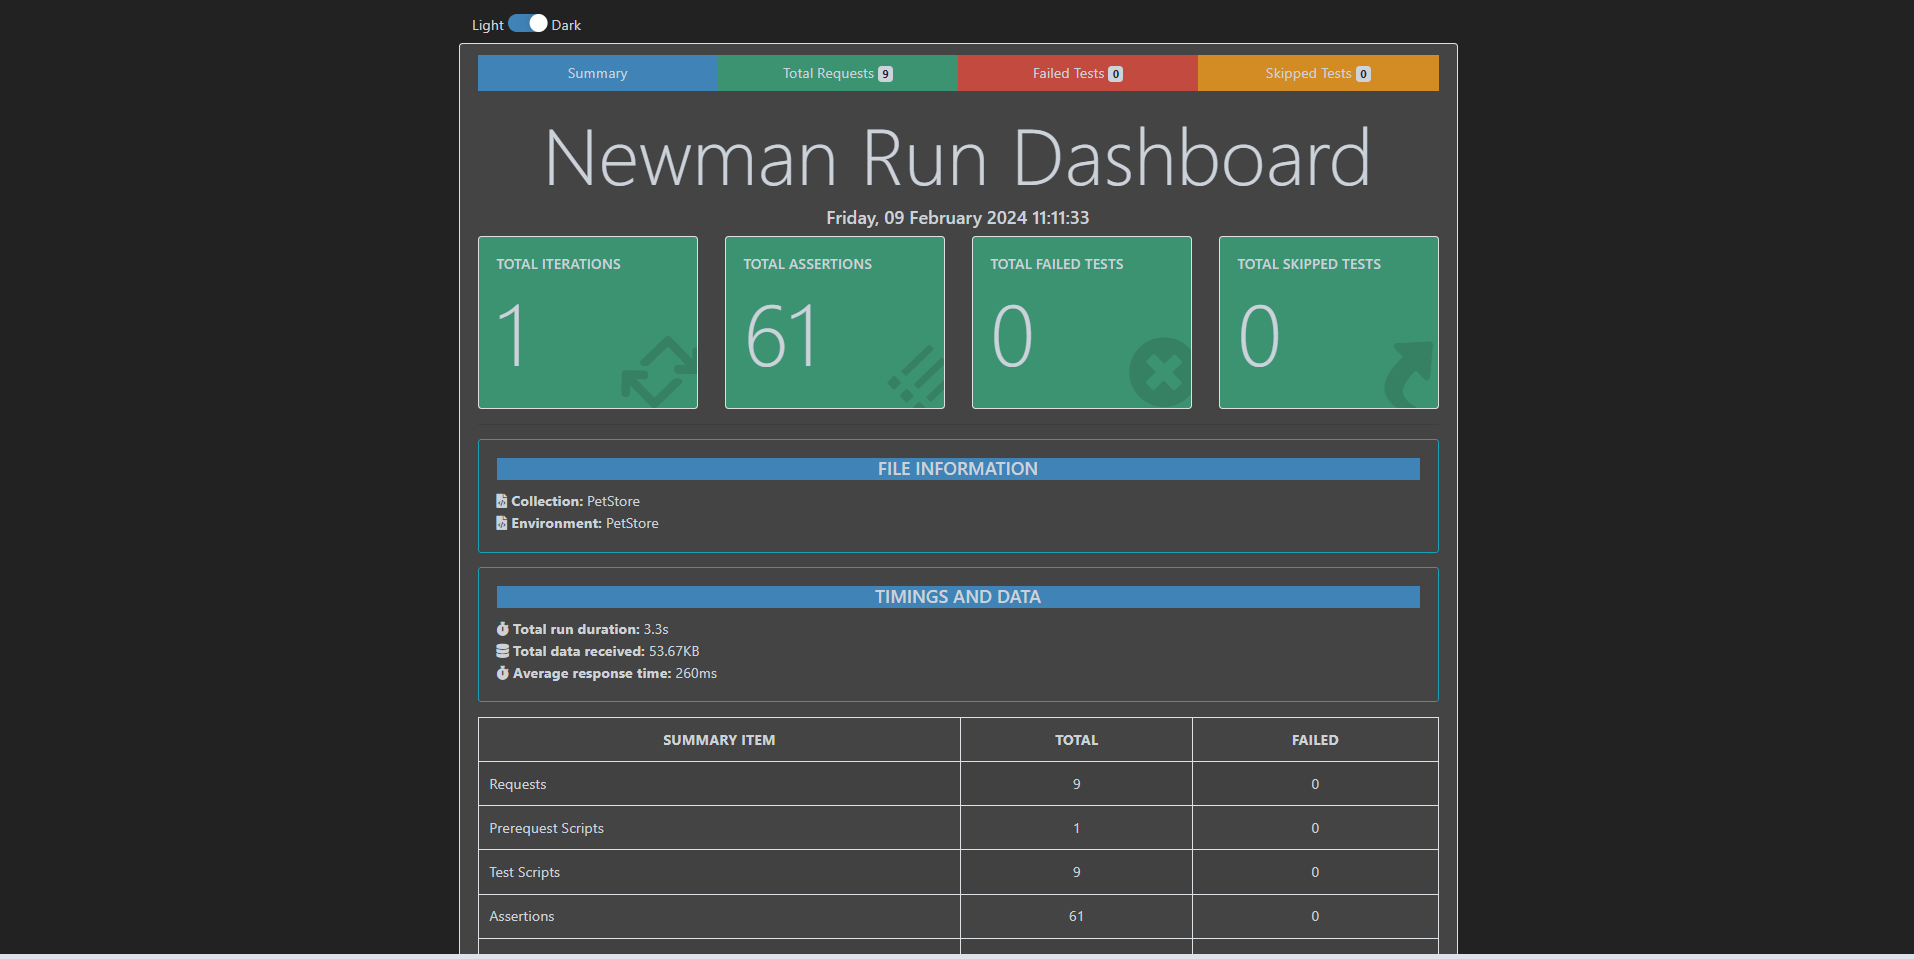 Light Dark
Summary Total Requests 9 Failed Tests 0 Skipped Tests 0
Newman Run Dashboard
Friday, 09 February 2024 11:11:33
TOTAL ITERATIONS TOTAL ASSERTIONS TOTAL FAILED TESTS TOTAL SKIPPED TESTS
1 61 0 0
FILE INFORMATION
Collection: PetStore
Environment: PetStore
TIMINGS AND DATA
Total run duration: 3.3s
Total data received: 53.67KB
Average response time: 260ms
SUMMARY ITEM TOTAL FAILED
Requests 9 0
Prerequest Scripts 1 0
Test Scripts 9 0
Assertions 61 0